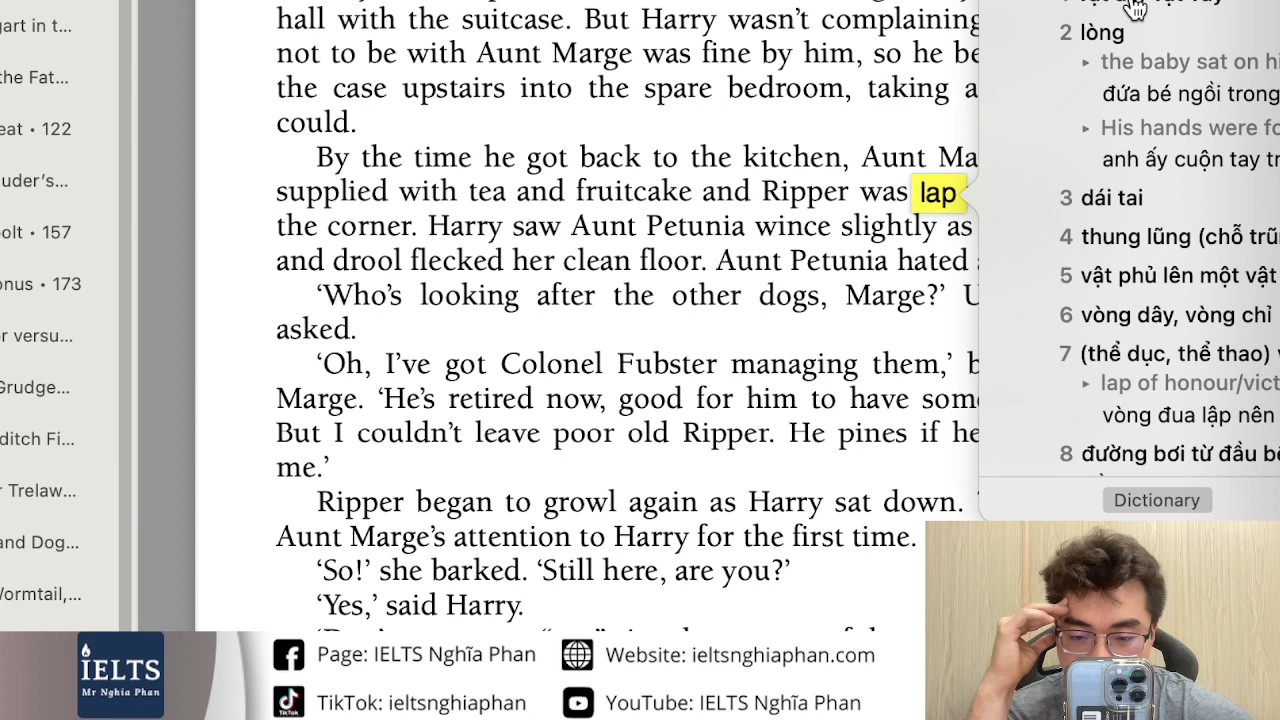 gart in t...
the Fat...
eat • 122
uder's...
olt • 157
onus • 173
or versu...
Grudge...
ditch Fi...
r Trelaw...
and Dog...
Wormtail,...
hall with the suitcase. But Harry wasn't complaining
not to be with Aunt Marge was fine by him, so he be
the case upstairs into the spare bedroom, taking a
could.
By the time he got back to the kitchen, Aunt Ma
supplied with tea and fruitcake and Ripper was lap
the corner. Harry saw Aunt Petunia wince slightly as
and drool flecked her clean floor. Aunt Petunia hated
'Who's looking after the other dogs, Marge?' U
asked.
'Oh, I've got Colonel Fubster managing them,' b
Marge. 'He's retired now, good for him to have som
But I couldn't leave poor old Ripper. He pines if he
me.'
Ripper began to growl again as Harry sat down.
Aunt Marge's attention to Harry for the first time.
'So!' she barked. 'Still here, are you?'
'Yes,' said Harry.
2 lòng
▸ the baby sat on hi
đứa bé ngồi trong
▸ His hands were fo
anh ấy cuộn tay tr
3 dái tai
4 thung lũng (chỗ trũ
5 vật phủ lên một vật
6 vòng dây, vòng chỉ
7 (thể dục, thể thao) v
▸ lap of honour/vict
vòng đua lập nên
8 đường bơi từ đầu bê
Dictionary
IELTS
Mr Nghia Phan
Page: IELTS Nghĩa Phan
Website: ieltsnghiaphan.com
TikTok
TikTok: ieltsnghiaphan
YouTube: IELTS Nghĩa Phan